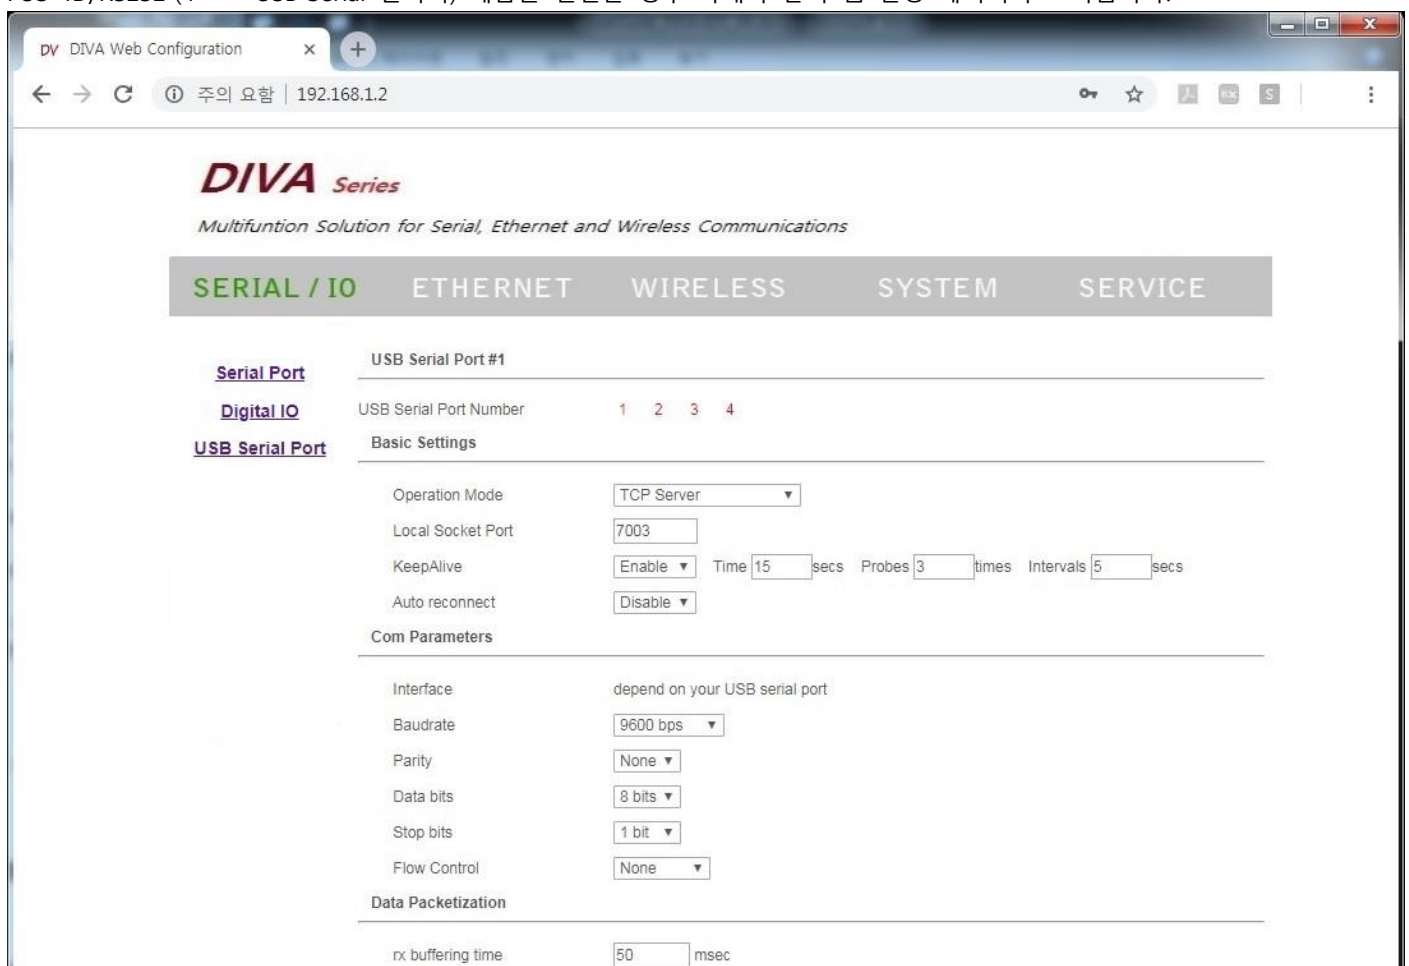 DV DIVA Web Configuration
주의 요함 | 192.168.1.2
DIVA Series
Multifuntion Solution for Serial, Ethernet and Wireless Communications
SERIAL / IO ETHERNET WIRELESS SYSTEM SERVICE
Serial Port
Digital IO
USB Serial Port
USB Serial Port #1
USB Serial Port Number 1 2 3 4
Basic Settings
Operation Mode TCP Server
Local Socket Port 7003
KeepAlive Enable Time 15 secs Probes 3 times Intervals 5 secs
Auto reconnect Disable
Com Parameters
Interface depend on your USB serial port
Baudrate 9600 bps
Parity None
Data bits 8 bits
Stop bits 1 bit
Flow Control None
Data Packetization
rx buffering time 50 msec